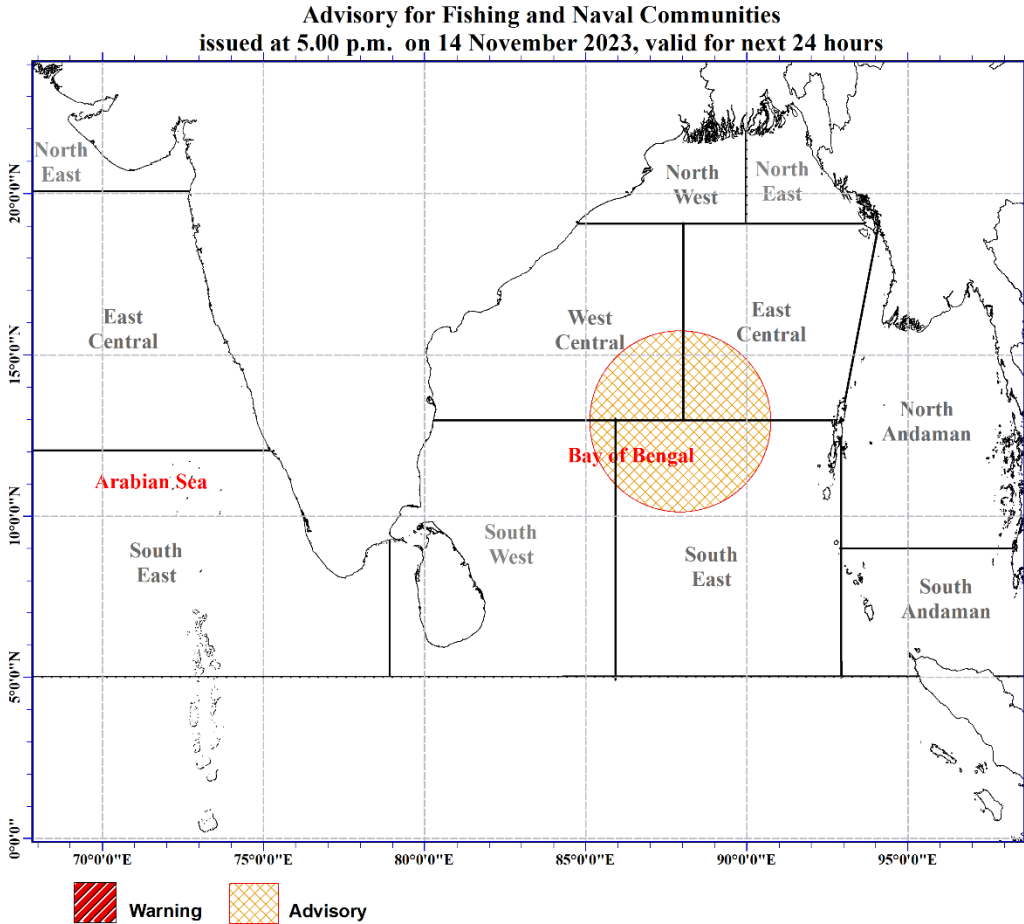 Advisory for Fishing and Naval Communities
issued at 5.00 p.m. on 14 November 2023, valid for next 24 hours
North
East
North
West
North
East
20°0'0"N
East
Central
West
Central
East
Central
15°0'0"N
North
Andaman
Bay of Bengal
Arabian Sea
10°0'0"N
South
East
South
West
South
East
South
Andaman
5°0'0"N
0°0'0"
70°0'0"E
75°0'0"E
80°0'0"E
85°0'0"E
90°0'0"E
95°0'0"E
Warning
Advisory